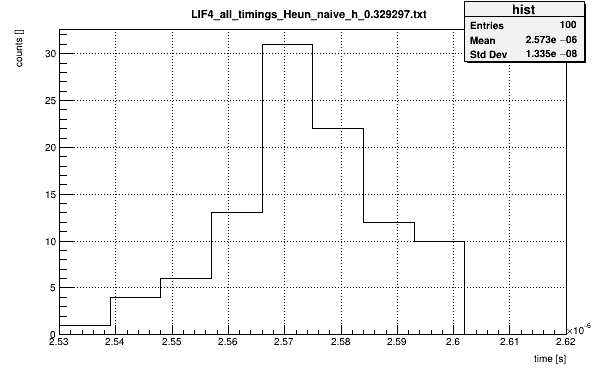 LIF4_all_timings_Heun_naive_h_0.329297.txt
hist
Entries 100
Mean 2.573e −06
Std Dev 1.335e −08
counts []
30
25
20
15
10
5
0
2.53 2.54 2.55 2.56 2.57 2.58 2.59 2.6 2.61 2.62
×10⁻⁶
time [s]